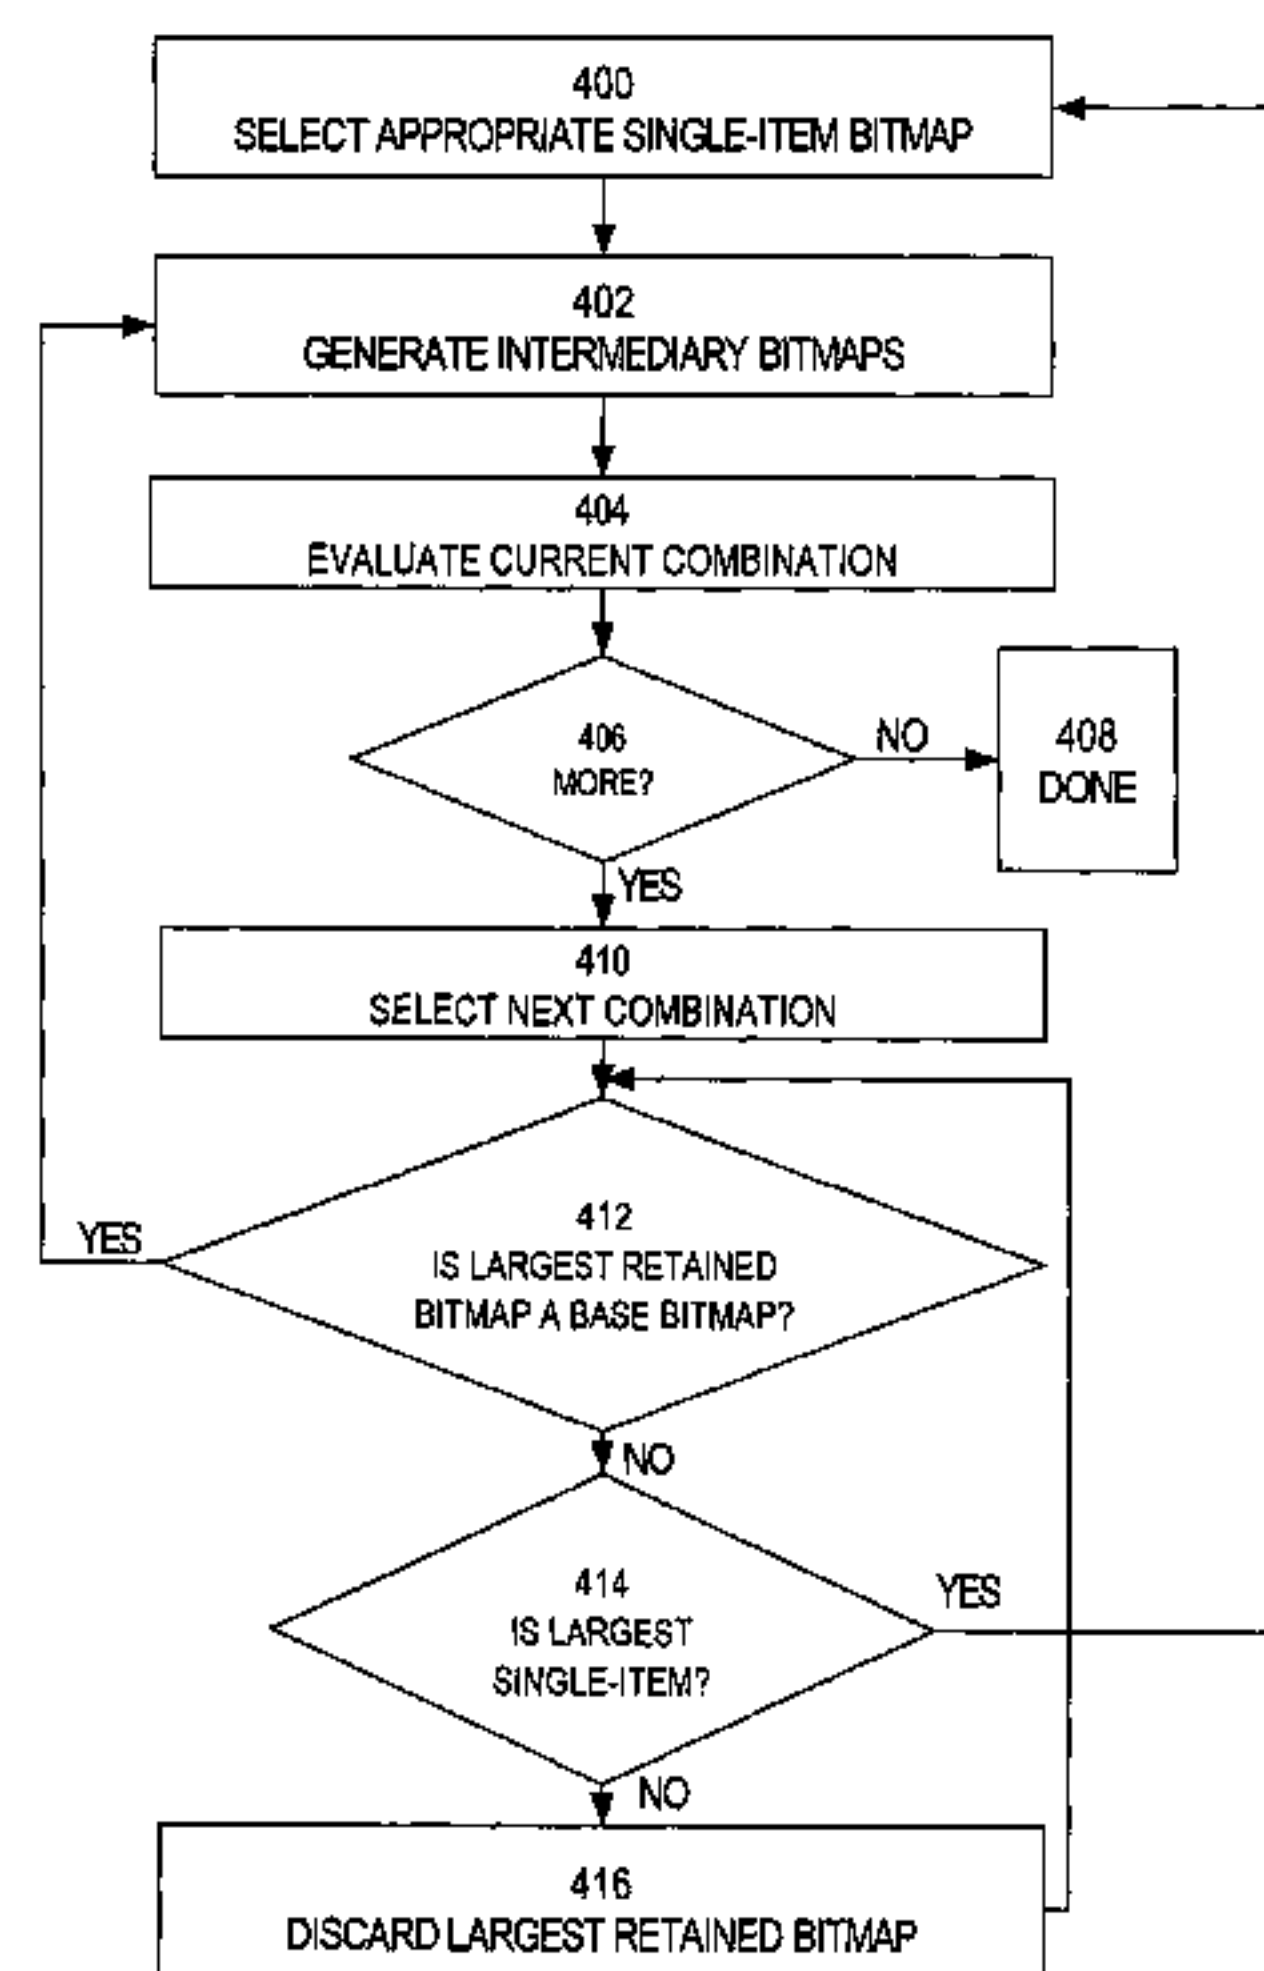 400
SELECT APPROPRIATE SINGLE-ITEM BITMAP
402
GENERATE INTERMEDIARY BITMAPS
404
EVALUATE CURRENT COMBINATION
406
MORE?
NO
408
DONE
YES
410
SELECT NEXT COMBINATION
412
IS LARGEST RETAINED
BITMAP A BASE BITMAP?
YES
NO
414
IS LARGEST
SINGLE-ITEM?
YES
NO
416
DISCARD LARGEST RETAINED BITMAP